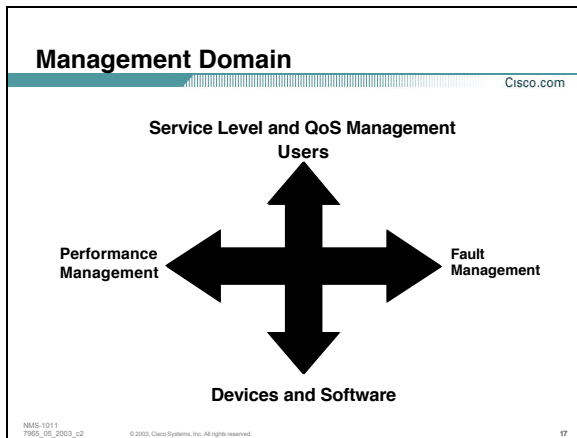 Management Domain
Cisco.com
Service Level and QoS Management
Users
Performance
Management
Fault
Management
Devices and Software
NMS-1011
7965_05_2003_c2
© 2003, Cisco Systems, Inc. All rights reserved.
17